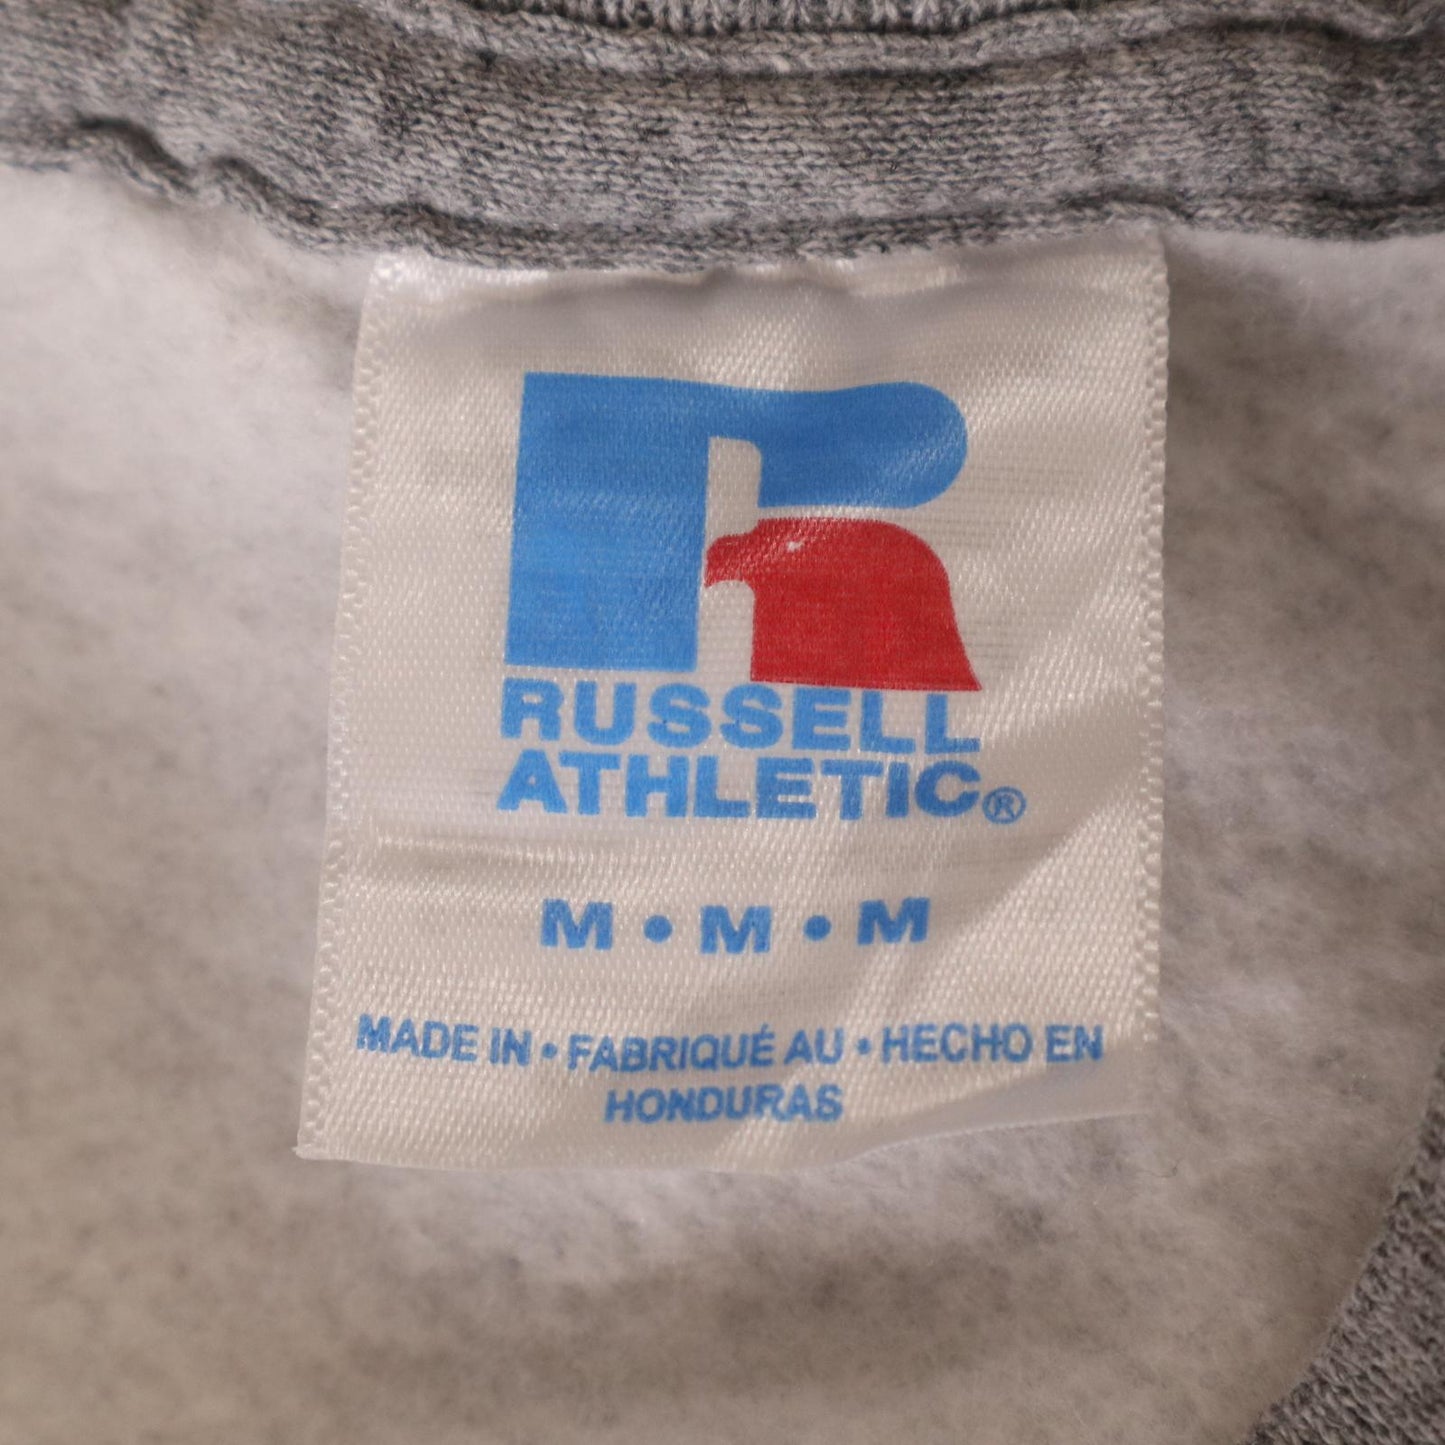 RUSSELL
ATHLETIC®
M • M • M
MADE IN • FABRIQUÉ AU • HECHO EN
HONDURAS